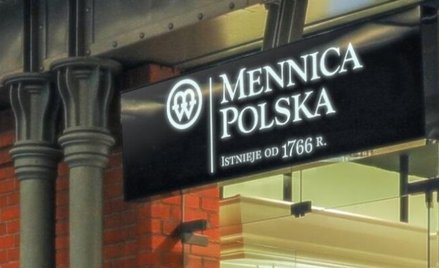 MENNICA
POLSKA
ISTNIEJE OD 1766 R.